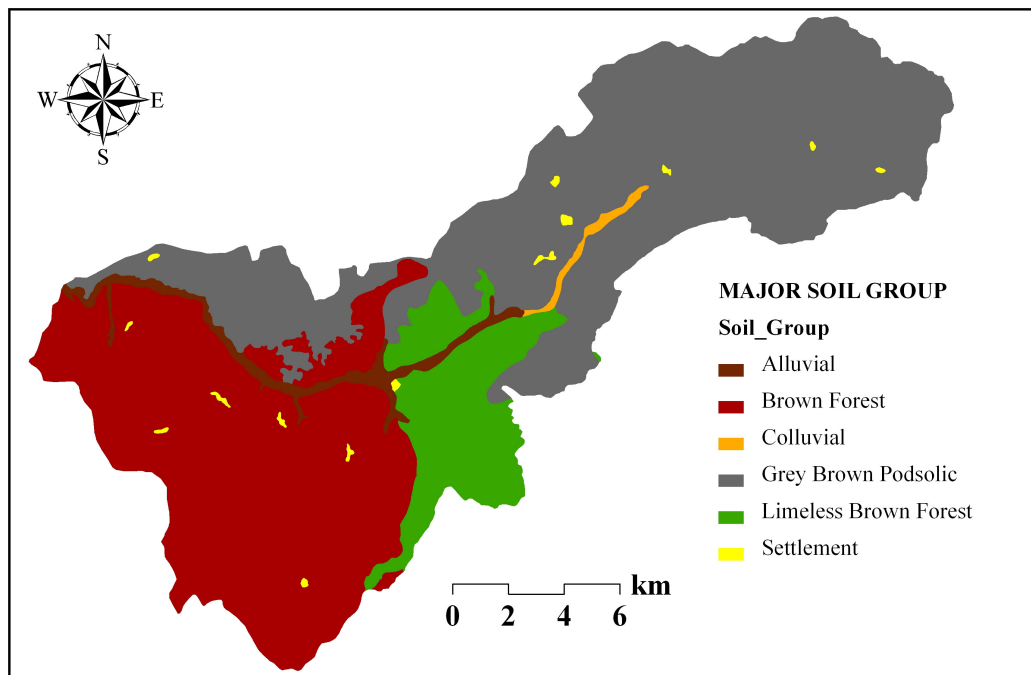 N
W E
S
MAJOR SOIL GROUP
Soil_Group
Alluvial
Brown Forest
Colluvial
Grey Brown Podsolic
Limeless Brown Forest
Settlement
km
0 2 4 6